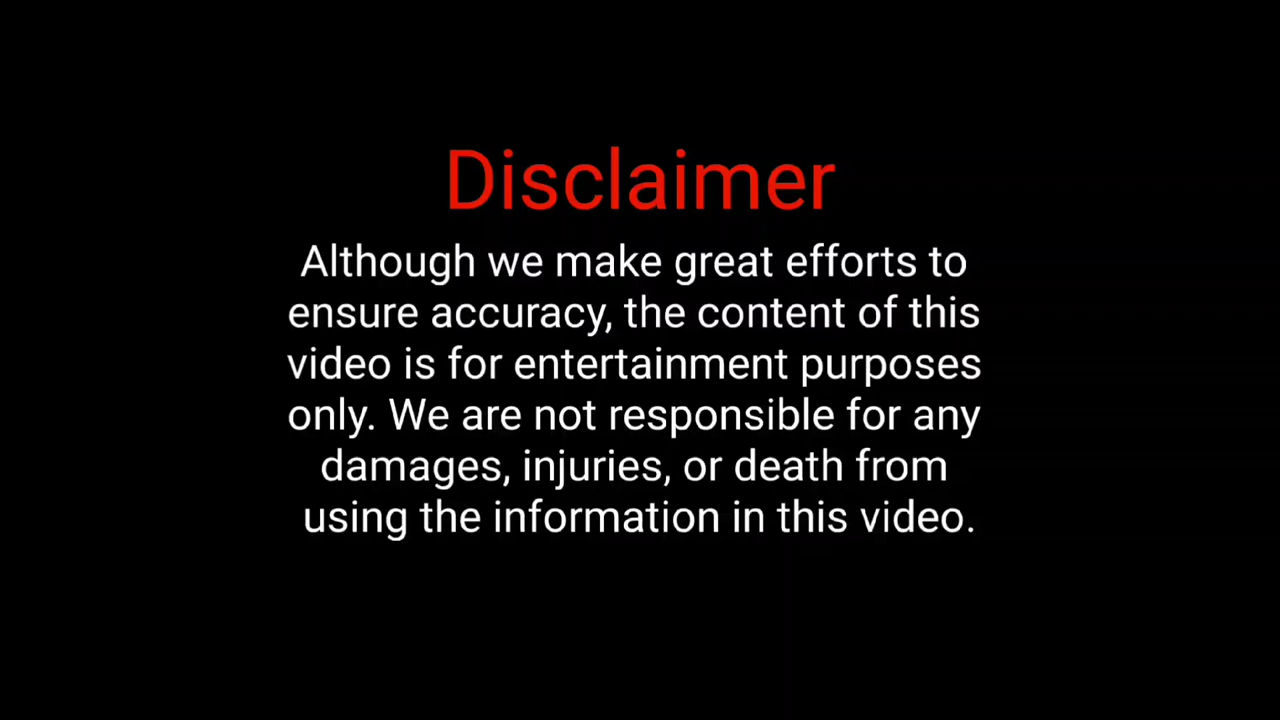 Disclaimer
Although we make great efforts to
ensure accuracy, the content of this
video is for entertainment purposes
only. We are not responsible for any
damages, injuries, or death from
using the information in this video.